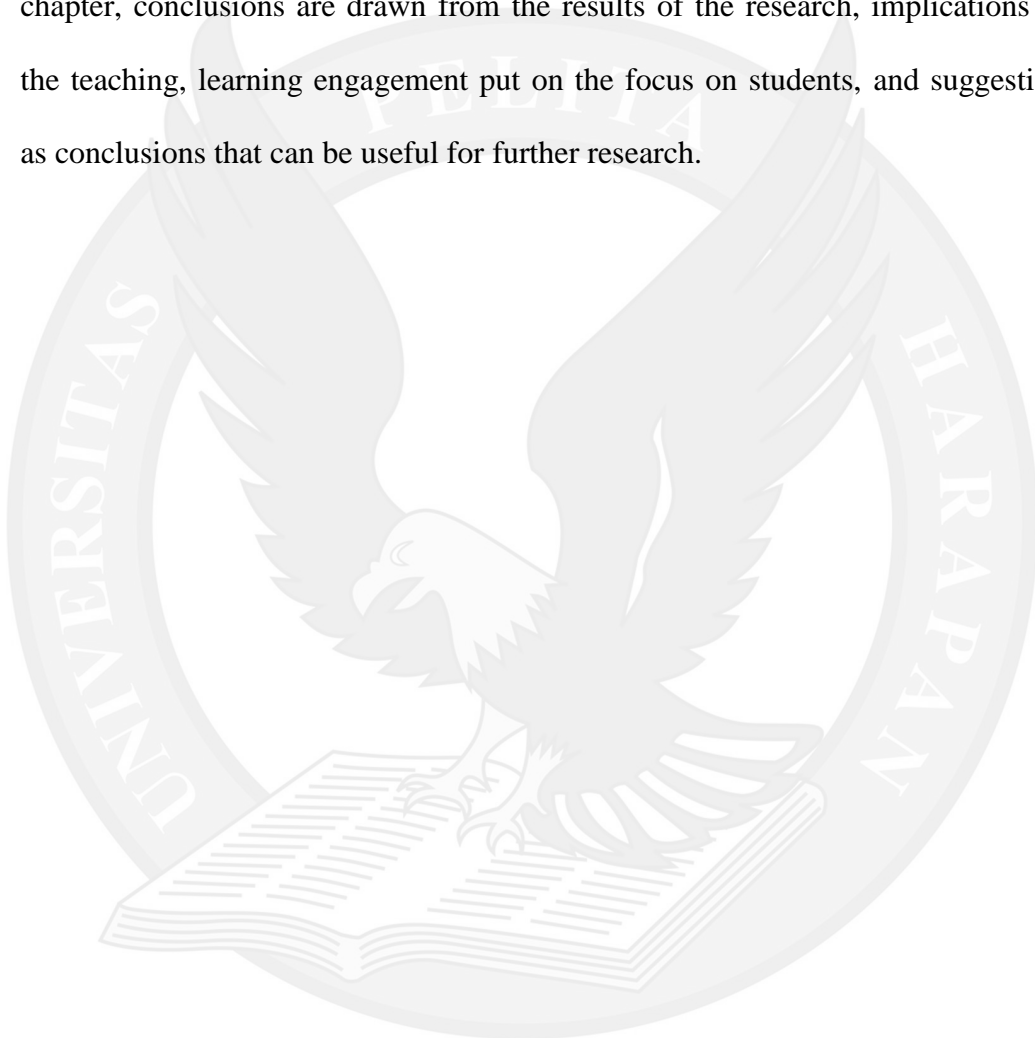 chapter, conclusions are drawn from the results of the research, implications
the teaching, learning engagement put on the focus on students, and suggesti
as conclusions that can be useful for further research.
UNIVERSITAS PELITA HARAPAN